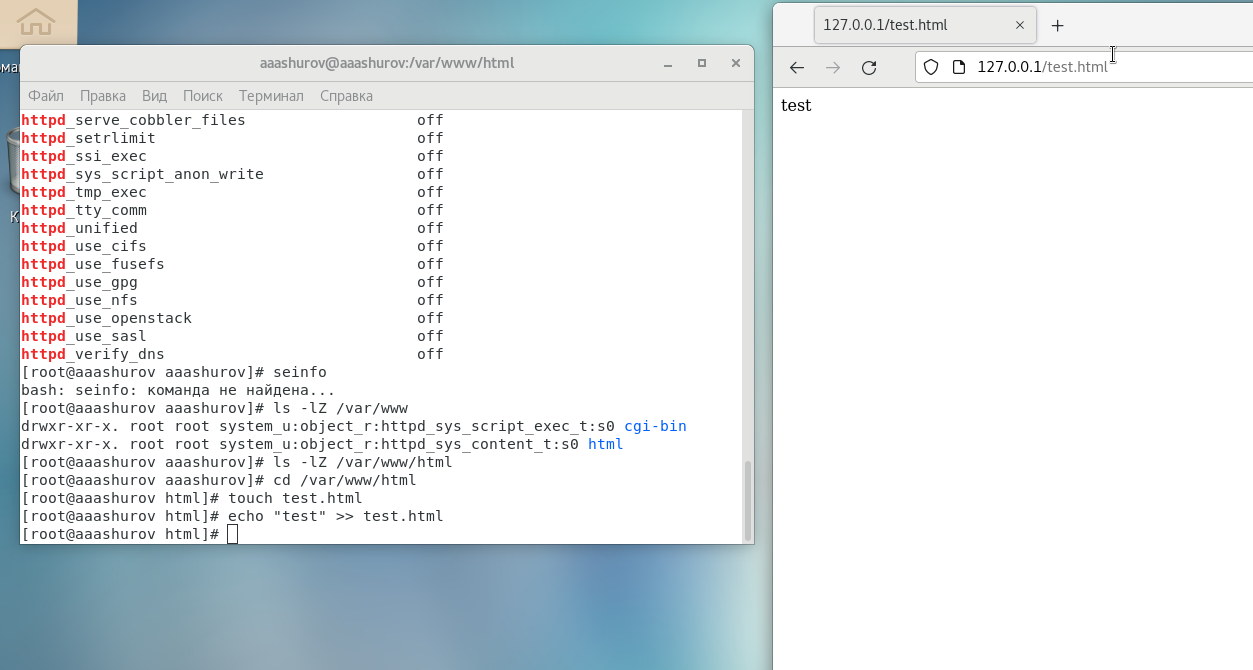 aaashurov@aaashurov:/var/www/html
Файл Правка Вид Поиск Терминал Справка
httpd_serve_cobbler_files off
httpd_setrlimit off
httpd_ssi_exec off
httpd_sys_script_anon_write off
httpd_tmp_exec off
httpd_tty_comm off
httpd_unified off
httpd_use_cifs off
httpd_use_fusefs off
httpd_use_gpg off
httpd_use_nfs off
httpd_use_openstack off
httpd_use_sasl off
httpd_verify_dns off
[root@aaashurov aaashurov]# seinfo
bash: seinfo: команда не найдена...
[root@aaashurov aaashurov]# ls -lZ /var/www
drwxr-xr-x. root root system_u:object_r:httpd_sys_script_exec_t:s0 cgi-bin
drwxr-xr-x. root root system_u:object_r:httpd_sys_content_t:s0 html
[root@aaashurov aaashurov]# ls -lZ /var/www/html
[root@aaashurov aaashurov]# cd /var/www/html
[root@aaashurov html]# touch test.html
[root@aaashurov html]# echo "test" >> test.html
[root@aaashurov html]#
127.0.0.1/test.html
127.0.0.1/test.html
test